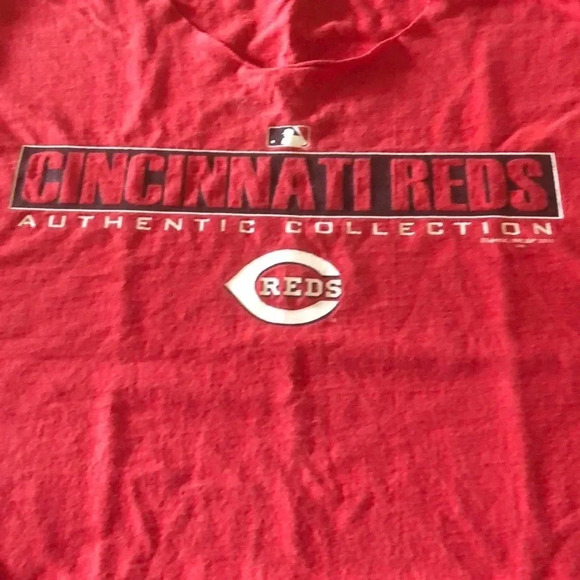 CINCINNATI REDS
AUTHENTIC COLLECTION
REDS